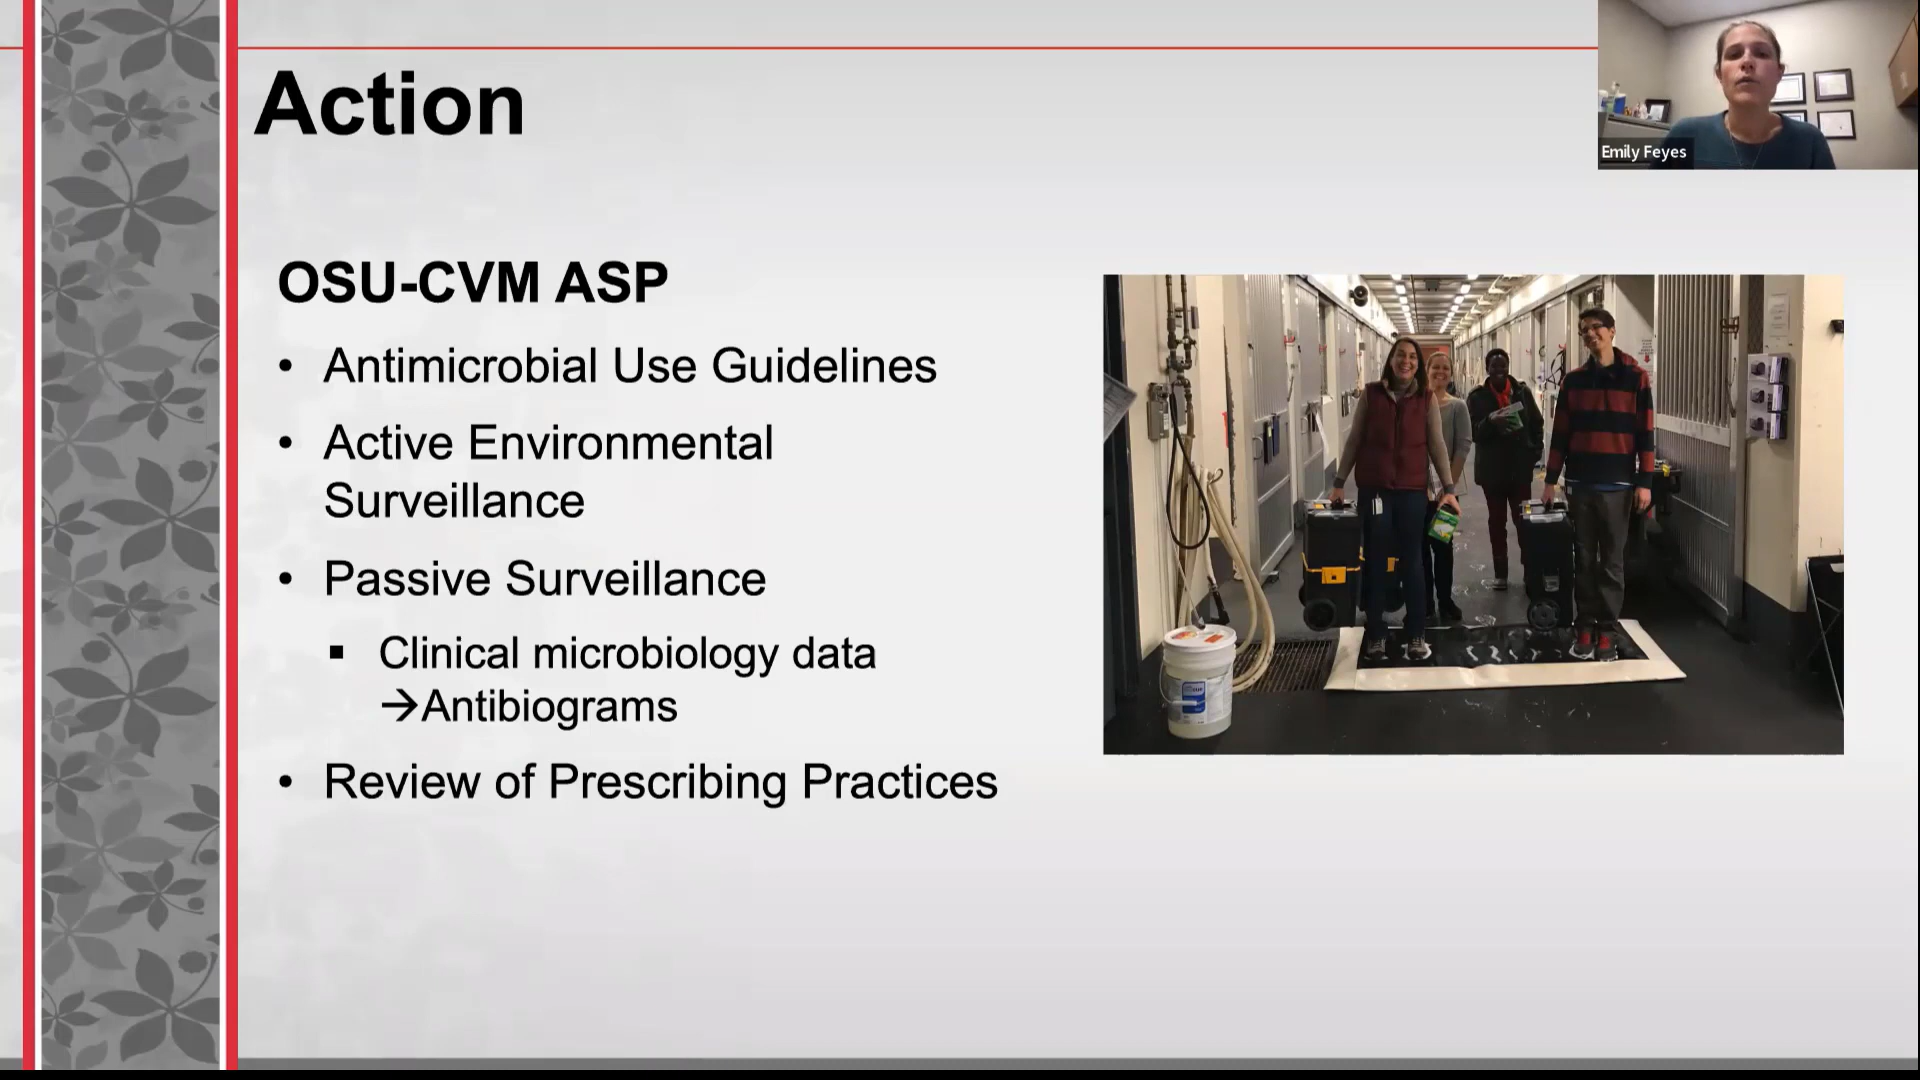 Action
Emily Feyes
OSU-CVM ASP
• Antimicrobial Use Guidelines
• Active Environmental
Surveillance
• Passive Surveillance
▪ Clinical microbiology data
→Antibiograms
• Review of Prescribing Practices